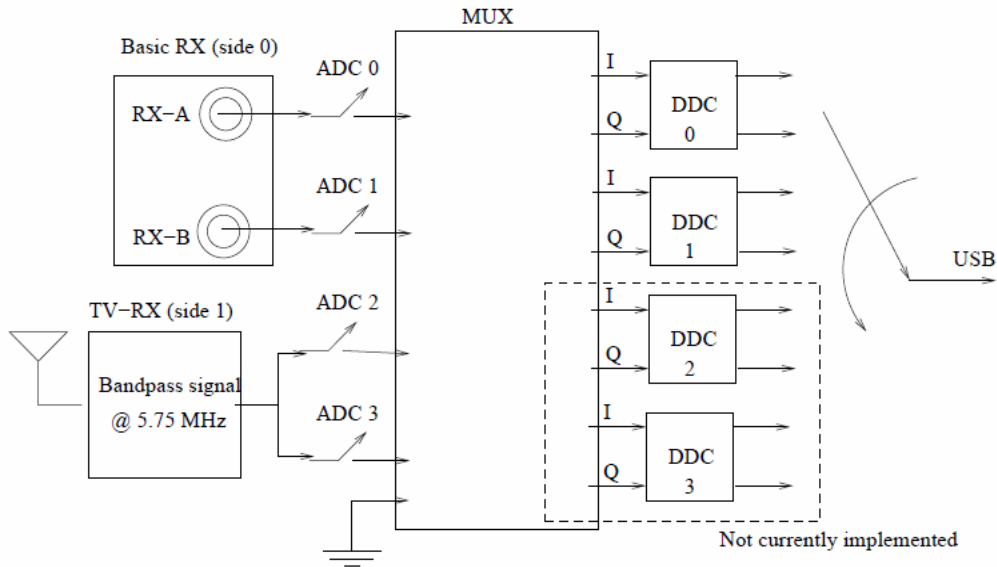 MUX
Basic RX (side 0)
RX−A
RX−B
ADC 0
ADC 1
TV−RX (side 1)
Bandpass signal
@ 5.75 MHz
ADC 2
ADC 3
I
Q
DDC
0
I
Q
DDC
1
I
Q
DDC
2
I
Q
DDC
3
USB
Not currently implemented